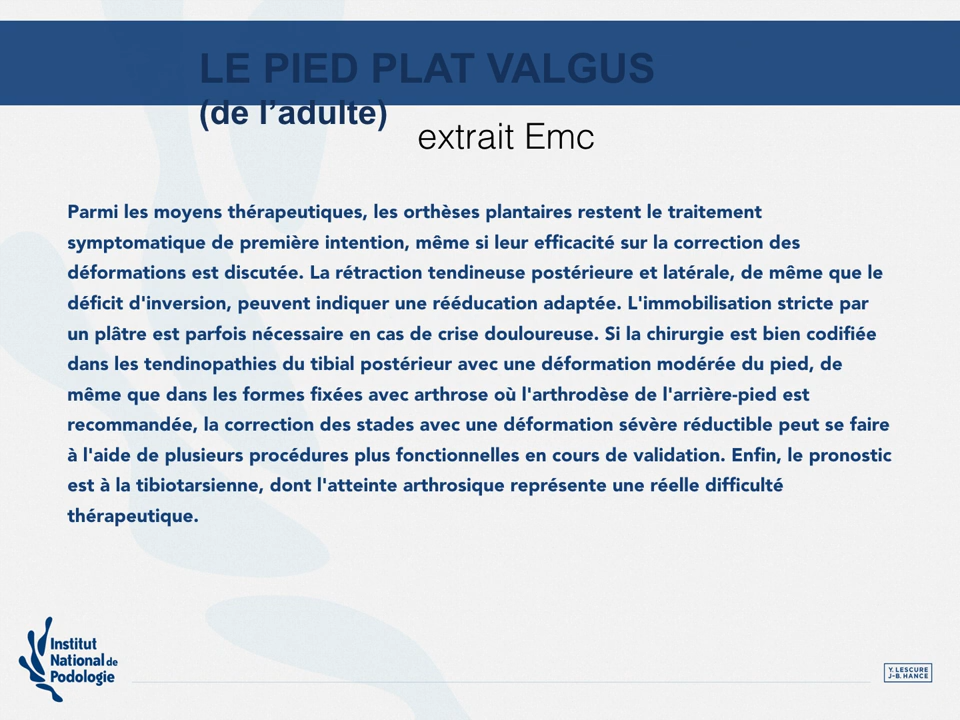 LE PIED PLAT VALGUS
(de l’adulte)
extrait Emc
Parmi les moyens thérapeutiques, les orthèses plantaires restent le traitement
symptomatique de première intention, même si leur efficacité sur la correction des
déformations est discutée. La rétraction tendineuse postérieure et latérale, de même que le
déficit d'inversion, peuvent indiquer une rééducation adaptée. L'immobilisation stricte par
un plâtre est parfois nécessaire en cas de crise douloureuse. Si la chirurgie est bien codifiée
dans les tendinopathies du tibial postérieur avec une déformation modérée du pied, de
même que dans les formes fixées avec arthrose où l'arthrodèse de l'arrière-pied est
recommandée, la correction des stades avec une déformation sévère réductible peut se faire
à l'aide de plusieurs procédures plus fonctionnelles en cours de validation. Enfin, le pronostic
est à la tibiotarsienne, dont l'atteinte arthrosique représente une réelle difficulté
thérapeutique.
Institut
National de
Podologie
Y. LESCURE
J-B. HANCE